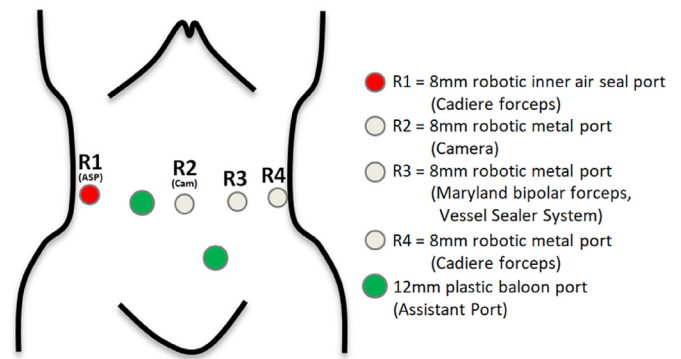 R1
(ASP)
R2
(Cam)
R3
R4
R1 = 8mm robotic inner air seal port
(Cadiere forceps)
R2 = 8mm robotic metal port
(Camera)
R3 = 8mm robotic metal port
(Maryland bipolar forceps,
Vessel Sealer System)
R4 = 8mm robotic metal port
(Cadiere forceps)
12mm plastic baloon port
(Assistant Port)